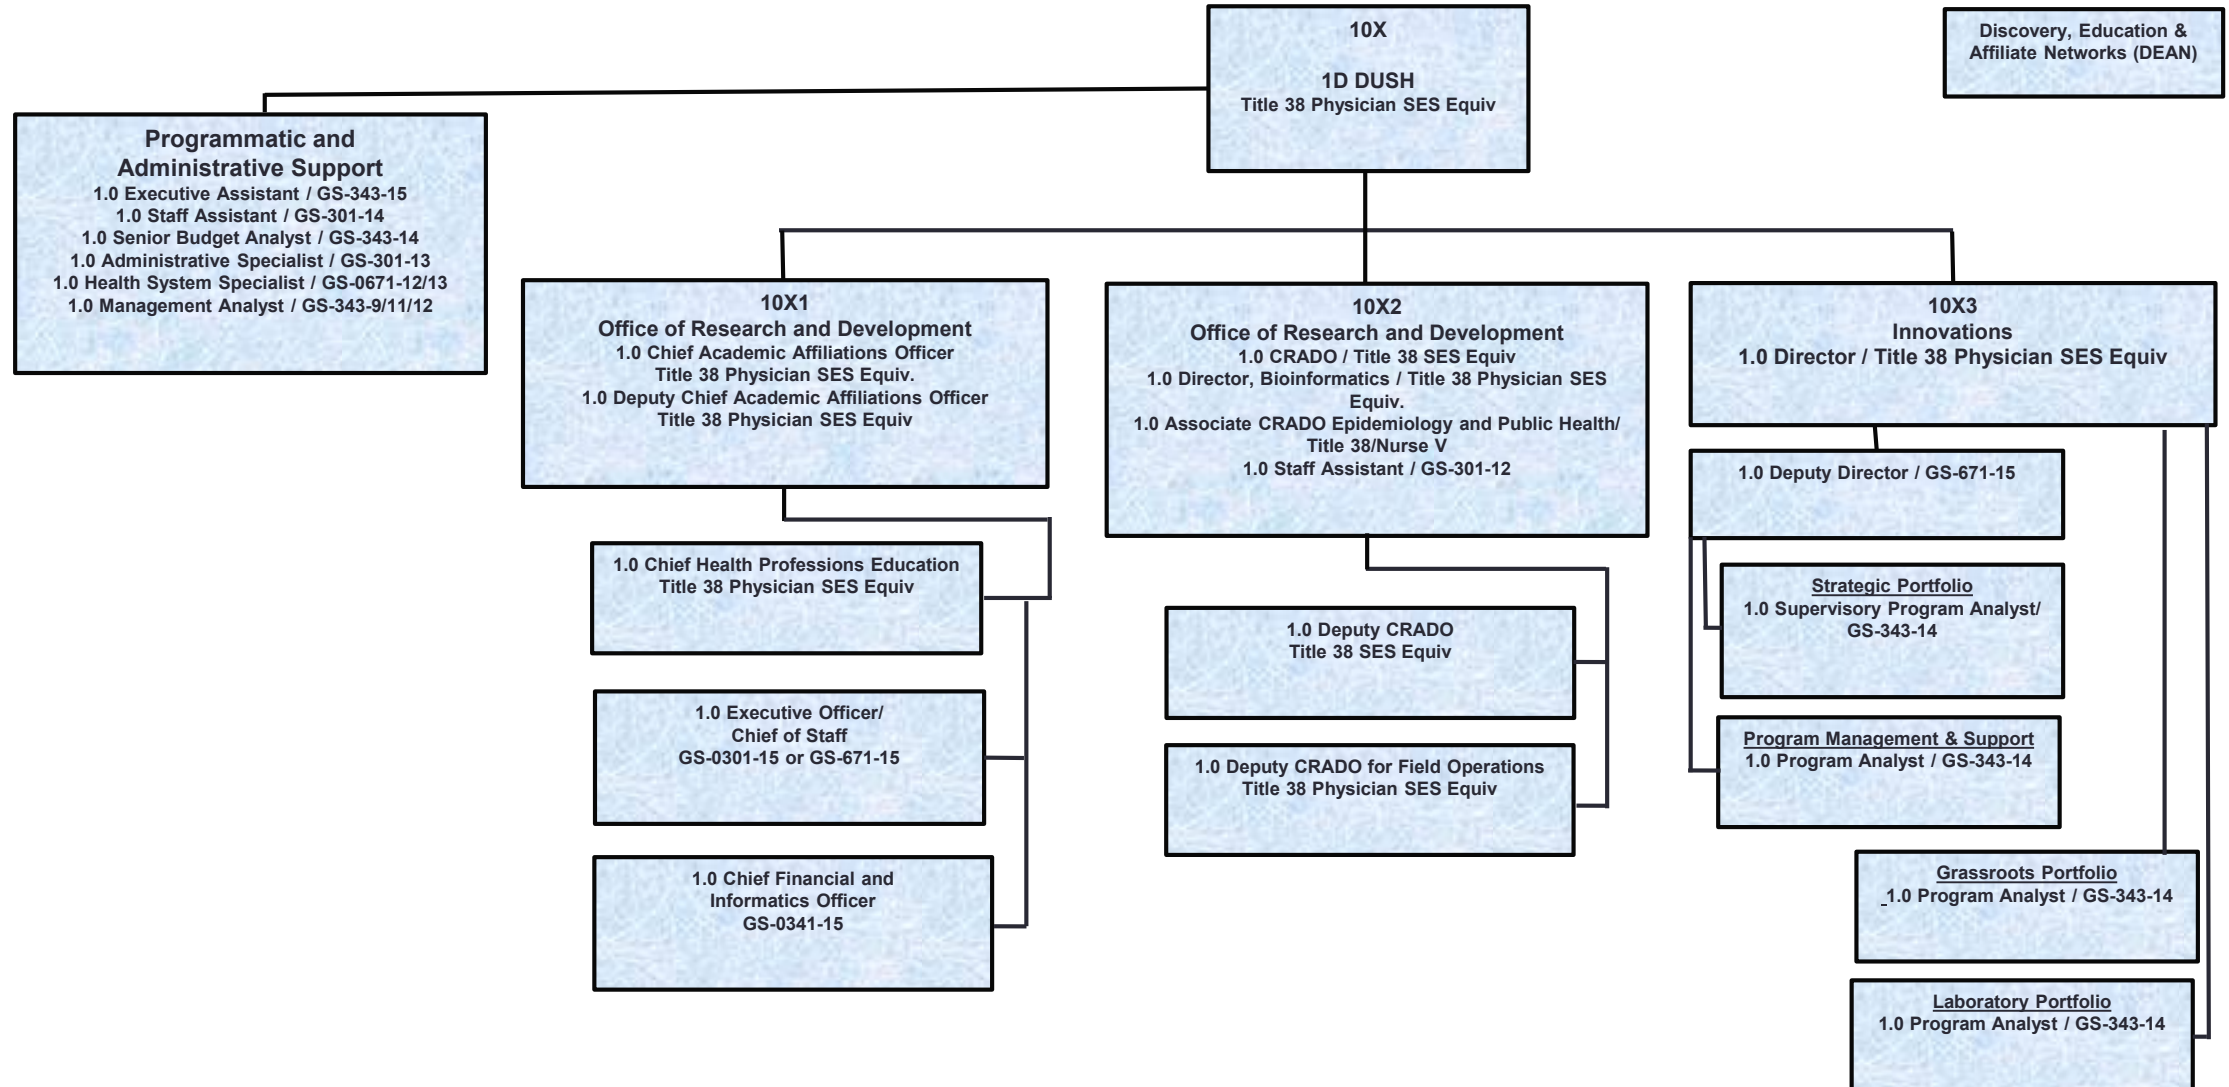 10X
1D DUSH
Title 38 Physician SES Equiv
Discovery, Education &
Affiliate Networks (DEAN)
Programmatic and
Administrative Support
1.0 Executive Assistant / GS-343-15
1.0 Staff Assistant / GS-301-14
1.0 Senior Budget Analyst / GS-343-14
1.0 Administrative Specialist / GS-301-13
1.0 Health System Specialist / GS-0671-12/13
1.0 Management Analyst / GS-343-9/11/12
10X1
Office of Research and Development
1.0 Chief Academic Affiliations Officer
Title 38 Physician SES Equiv.
1.0 Deputy Chief Academic Affiliations Officer
Title 38 Physician SES Equiv
1.0 Chief Health Professions Education
Title 38 Physician SES Equiv
1.0 Executive Officer/
Chief of Staff
GS-0301-15 or GS-671-15
1.0 Chief Financial and
Informatics Officer
GS-0341-15
10X2
Office of Research and Development
1.0 CRADO / Title 38 SES Equiv
1.0 Director, Bioinformatics / Title 38 Physician SES
Equiv.
1.0 Associate CRADO Epidemiology and Public Health/
Title 38/Nurse V
1.0 Staff Assistant / GS-301-12
1.0 Deputy CRADO
Title 38 SES Equiv
1.0 Deputy CRADO for Field Operations
Title 38 Physician SES Equiv
10X3
Innovations
1.0 Director / Title 38 Physician SES Equiv
1.0 Deputy Director / GS-671-15
Strategic Portfolio
1.0 Supervisory Program Analyst/
GS-343-14
Program Management & Support
1.0 Program Analyst / GS-343-14
Grassroots Portfolio
1.0 Program Analyst / GS-343-14
Laboratory Portfolio
1.0 Program Analyst / GS-343-14